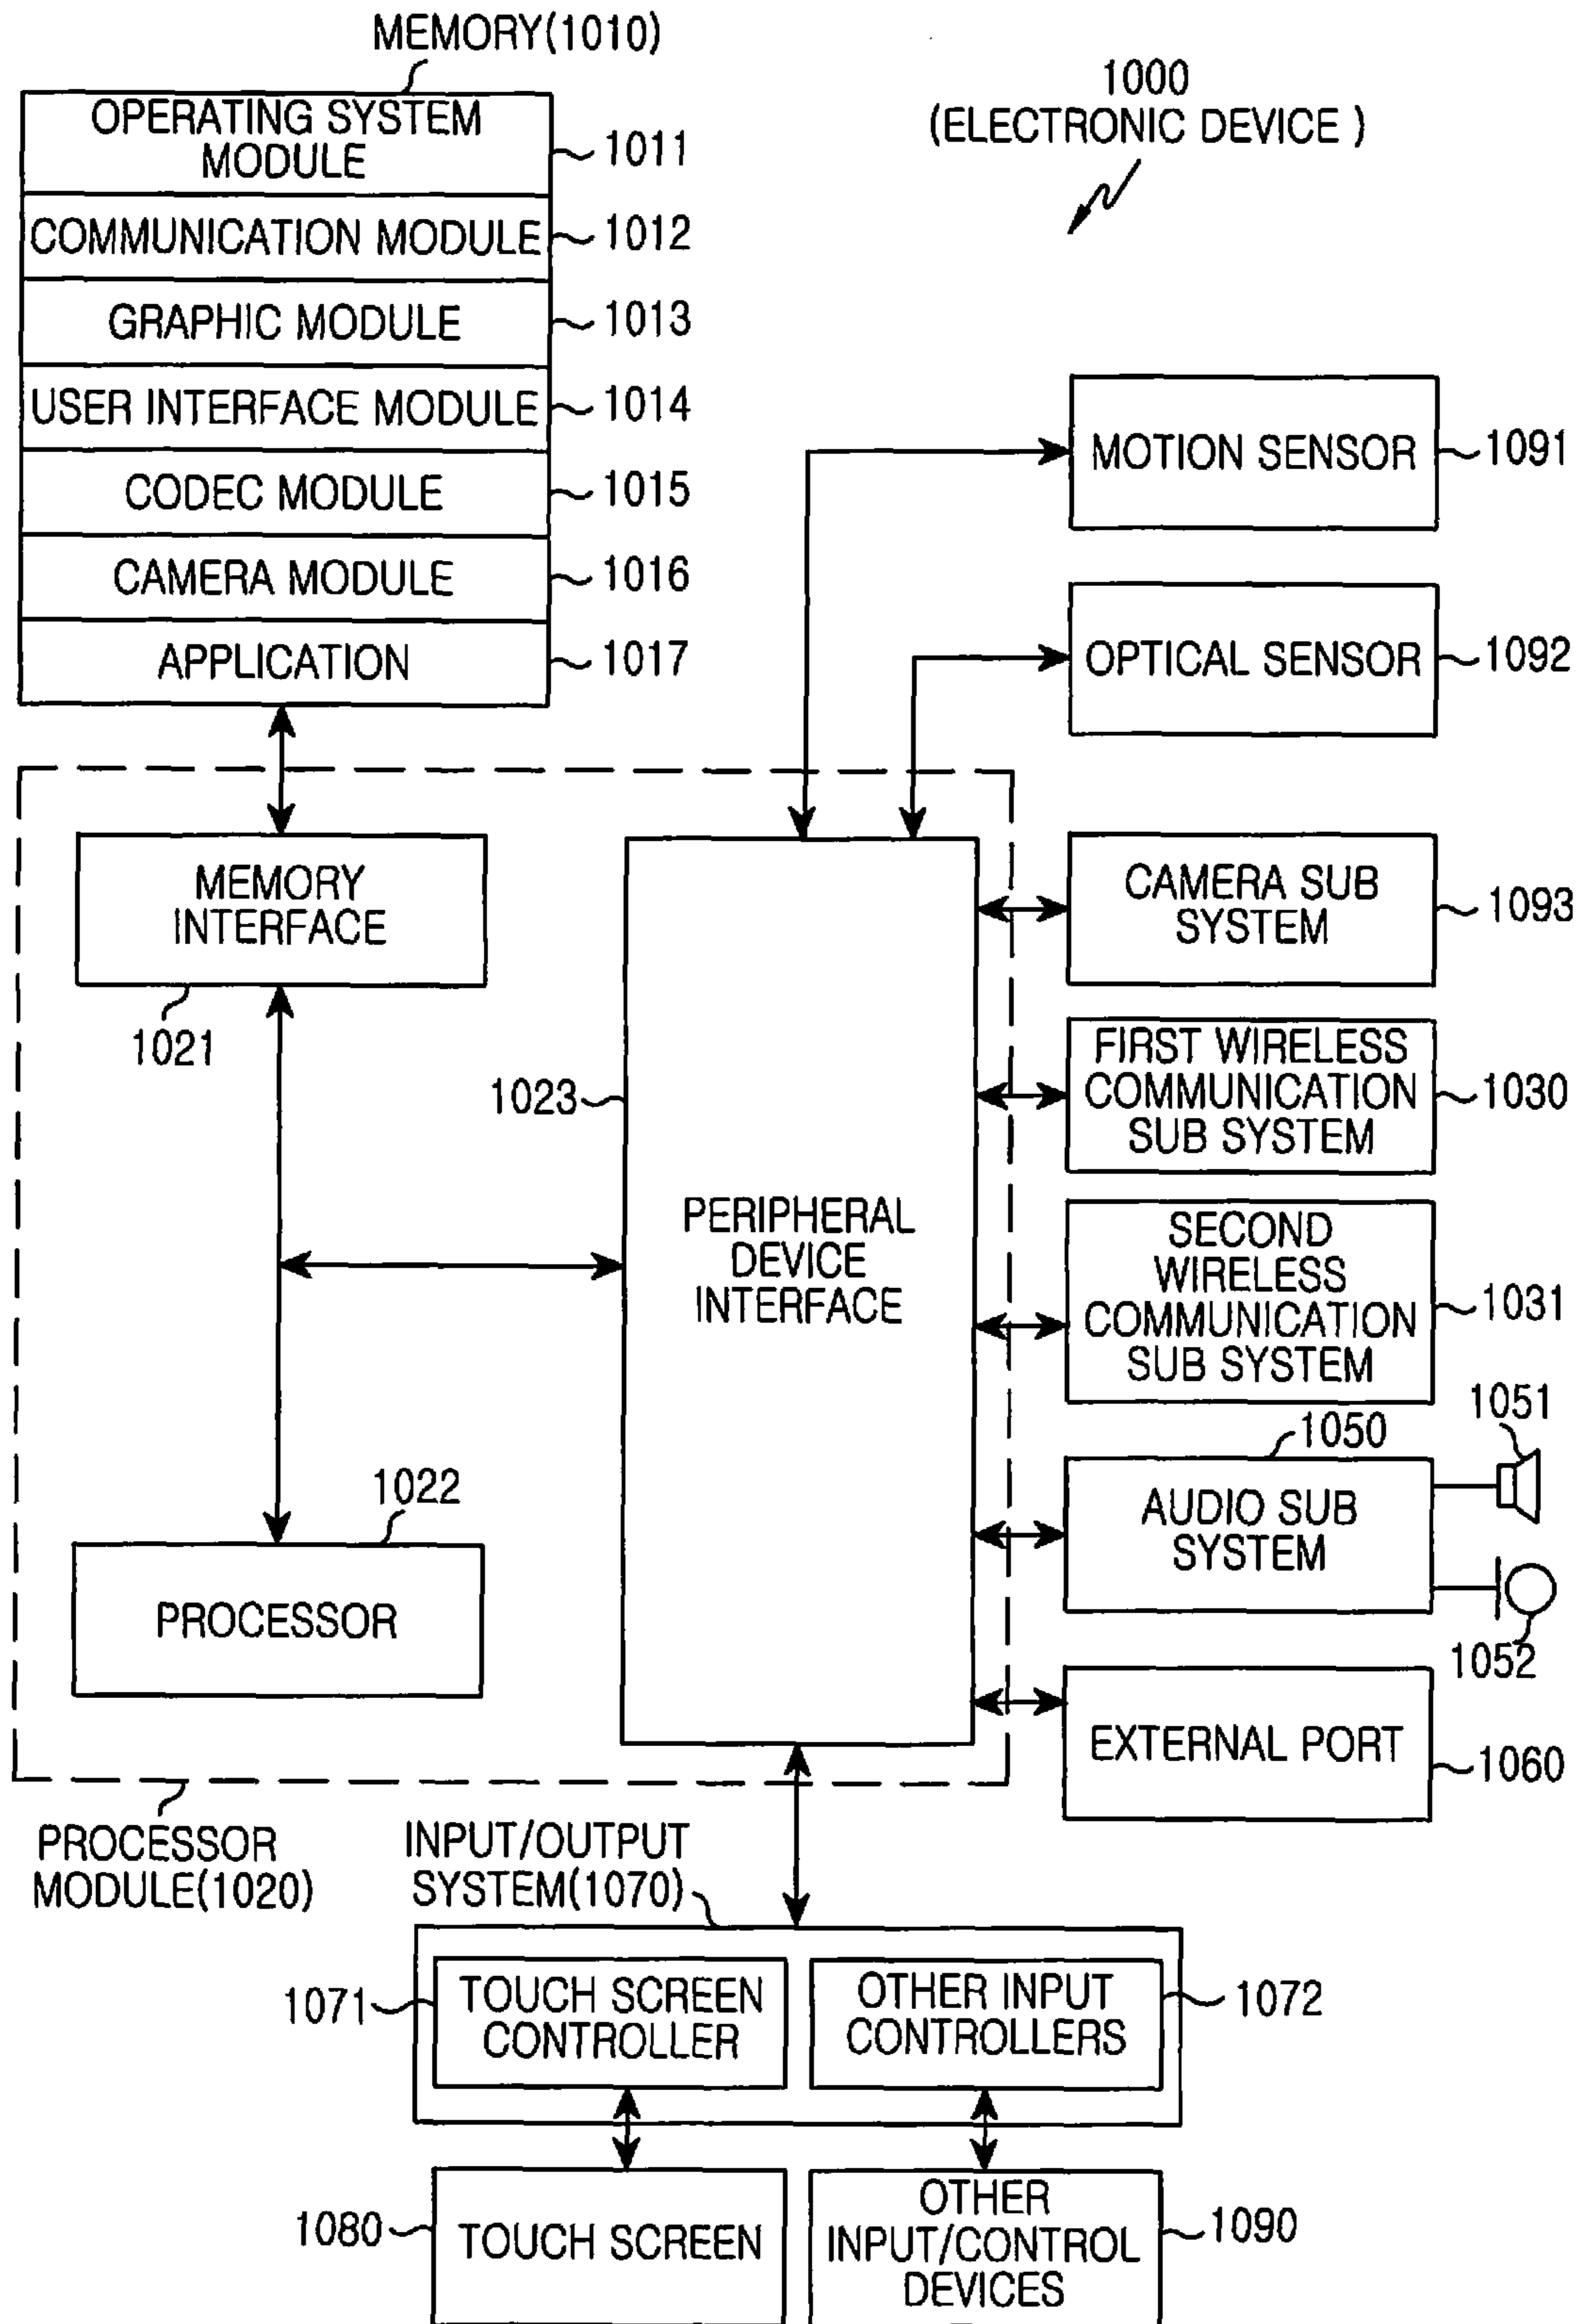 MEMORY(1010)
1000
(ELECTRONIC DEVICE )
OPERATING SYSTEM
MODULE
1011
COMMUNICATION MODULE
1012
GRAPHIC MODULE
1013
USER INTERFACE MODULE
1014
CODEC MODULE
1015
CAMERA MODULE
1016
APPLICATION
1017
MOTION SENSOR
1091
OPTICAL SENSOR
1092
MEMORY
INTERFACE
1021
CAMERA SUB
SYSTEM
1093
FIRST WIRELESS
COMMUNICATION
SUB SYSTEM
1030
1023
PERIPHERAL
DEVICE
INTERFACE
SECOND
WIRELESS
COMMUNICATION
SUB SYSTEM
1031
1050
1051
AUDIO SUB
SYSTEM
1052
1022
PROCESSOR
EXTERNAL PORT
1060
PROCESSOR
MODULE(1020)
INPUT/OUTPUT
SYSTEM(1070)
1071
TOUCH SCREEN
CONTROLLER
OTHER INPUT
CONTROLLERS
1072
1080
TOUCH SCREEN
OTHER
INPUT/CONTROL
DEVICES
1090